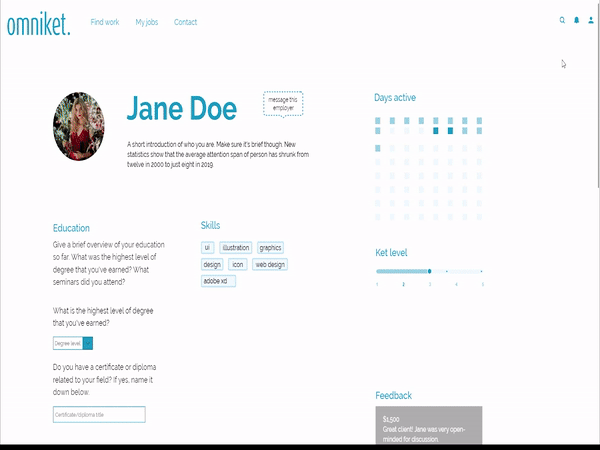 omniket.
Find work
My jobs
Contact
Jane Doe
message this
employer
A short introduction of who you are. Make sure it's brief though. New
statistics show that the average attention span of person has shrunk from
twelve in 2000 to just eight in 2019.
Days active
Education
Give a brief overview of your education
so far. What was the highest level of
degree that you've earned? What
seminars did you attend?
What is the highest level of degree
that you've earned?
Degree level
Do you have a certificate or diploma
related to your field? If yes, name it
down below.
Certificate/diploma title
Skills
ui
illustration
graphics
design
icon
web design
adobe xd
Ket level
1 2 3 4 5
Feedback
$1,500
Great client! Jane was very open-
minded for discussion.